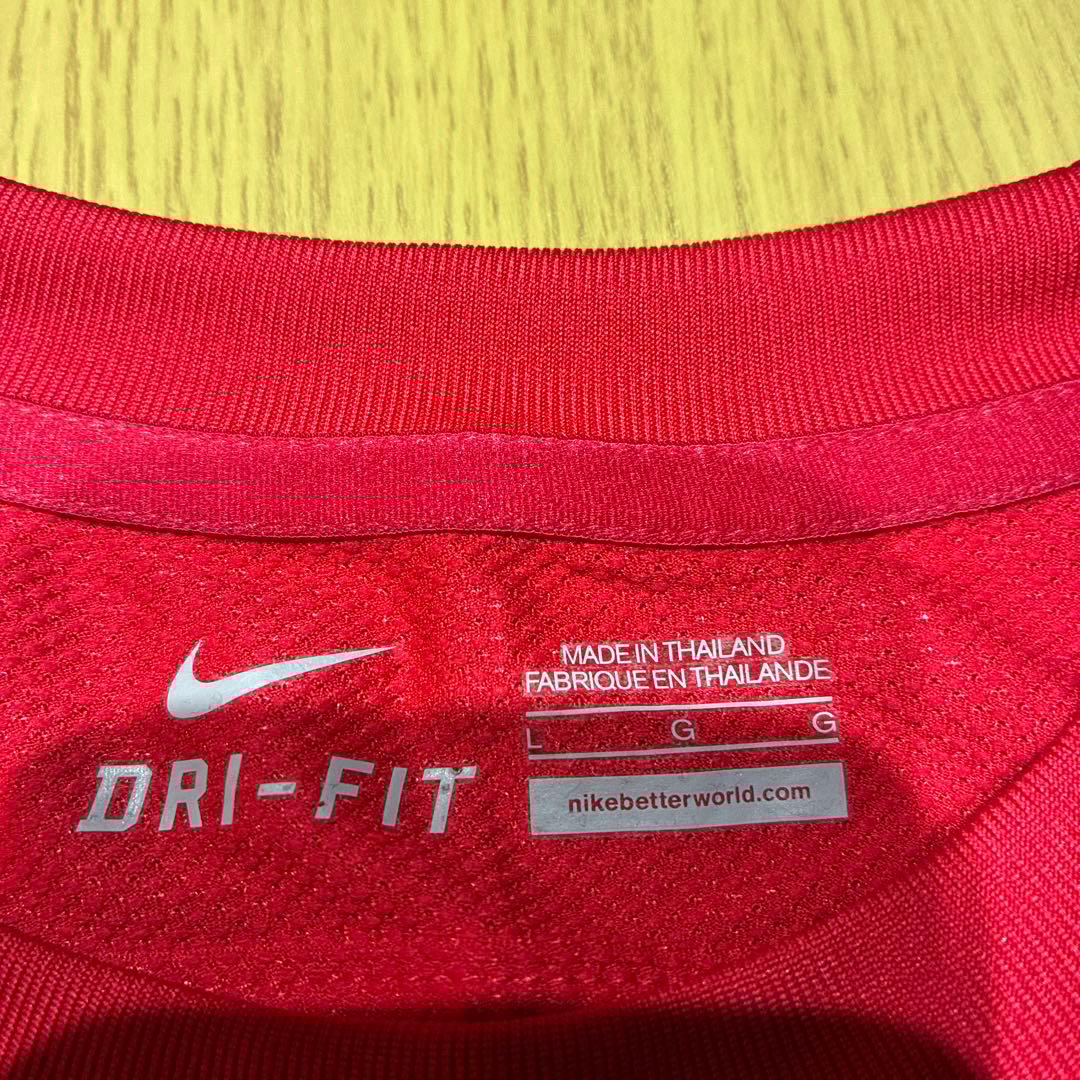 DRI-FIT
MADE IN THAILAND
FABRIQUE EN THAILANDE
L G G
nikebetterworld.com